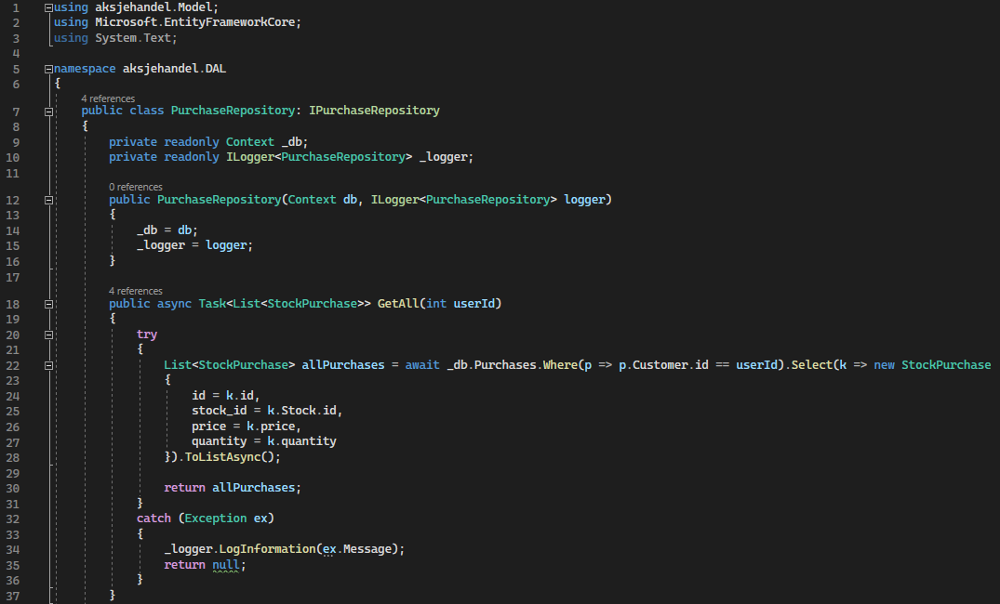 1 using aksjehandel.Model;
2 using Microsoft.EntityFrameworkCore;
3 using System.Text;
4
5 namespace aksjehandel.DAL
6 {
4 references
7 public class PurchaseRepository: IPurchaseRepository
8 {
9 private readonly Context _db;
10 private readonly ILogger<PurchaseRepository> _logger;
11
0 references
12 public PurchaseRepository(Context db, ILogger<PurchaseRepository> logger)
13 {
14 _db = db;
15 _logger = logger;
16 }
17
4 references
18 public async Task<List<StockPurchase>> GetAll(int userId)
19 {
20 try
21 {
22 List<StockPurchase> allPurchases = await _db.Purchases.Where(p => p.Customer.id == userId).Select(k => new StockPurchase
23 {
24 id = k.id,
25 stock_id = k.Stock.id,
26 price = k.price,
27 quantity = k.quantity
28 }).ToListAsync();
29
30 return allPurchases;
31 }
32 catch (Exception ex)
33 {
34 _logger.LogInformation(ex.Message);
35 return null;
36 }
37 }